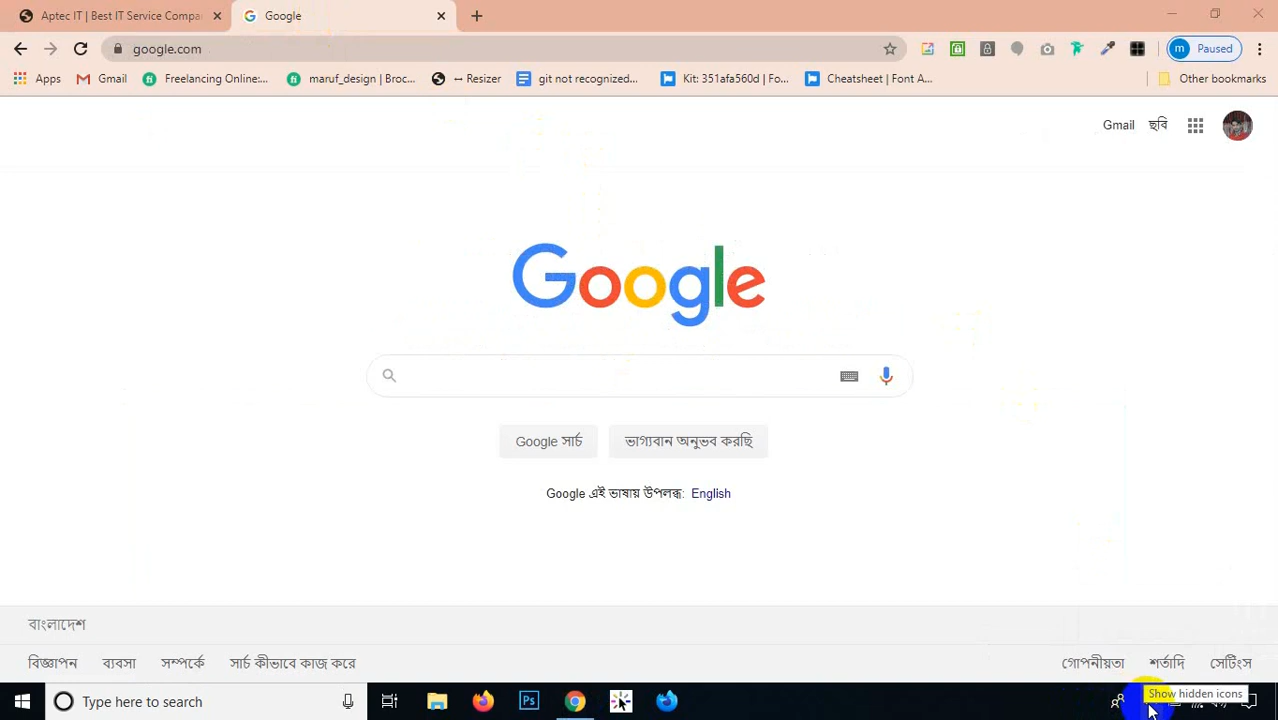 Aptec IT | Best IT Service Compa
Google
google.com
m Paused
Apps Gmail Freelancing Online:... maruf_design | Broc... ↔ Resizer git not recognized... Kit: 351afa560d | Fo... Cheatsheet | Font A... Other bookmarks
Gmail ছবি
Google
Google সার্চ ভাগ্যবান অনুভব করছি
Google এই ভাষায় উপলব্ধ: English
বাংলাদেশ
বিজ্ঞাপন ব্যবসা সম্পর্কে সার্চ কীভাবে কাজ করে গোপনীয়তা শর্তাদি সেটিংস
Show hidden icons
Type here to search Ps